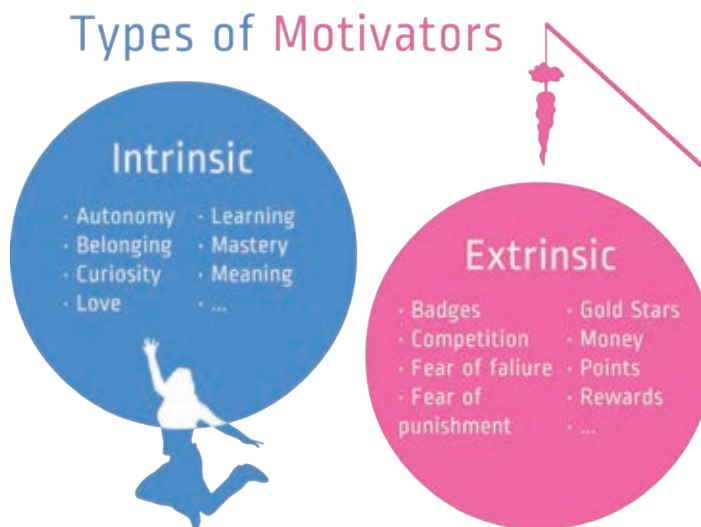 Types of Motivators
Intrinsic
· Autonomy
· Belonging
· Curiosity
· Love
· Learning
· Mastery
· Meaning
· ...
Extrinsic
· Badges
· Competition
· Fear of faliure
· Fear of
punishment
· Gold Stars
· Money
· Points
· Rewards
· ...